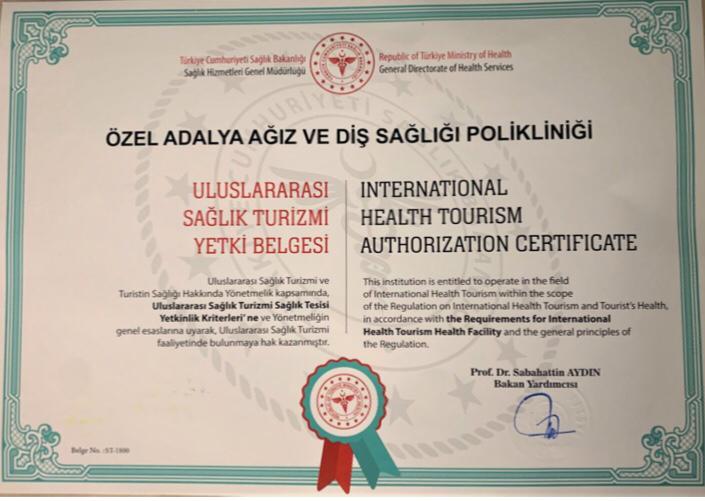 Türkiye Cumhuriyeti Sağlık Bakanlığı
Sağlık Hizmetleri Genel Müdürlüğü
Republic of Türkiye Ministry of Health
General Directorate of Health Services
ÖZEL ADALYA AĞIZ VE DİŞ SAĞLIĞI POLİKLİNİĞİ
ULUSLARARASI
SAĞLIK TURİZMİ
YETKİ BELGESİ
INTERNATIONAL
HEALTH TOURISM
AUTHORIZATION CERTIFICATE
Uluslararası Sağlık Turizmi ve
Turistin Sağlığı Hakkında Yönetmelik kapsamında,
Uluslararası Sağlık Turizmi Sağlık Tesisi
Yetkinlik Kriterleri' ne ve Yönetmeliğin
genel esaslarına uyarak, Uluslararası Sağlık Turizmi
faaliyetinde bulunmaya hak kazanmıştır.
This institution is entitled to operate in the field
of International Health Tourism within the scope
of the Regulation on International Health Tourism and Tourist's Health,
in accordance with the Requirements for International
Health Tourism Health Facility and the general principles of
the Regulation.
Prof. Dr. Sabahattin AYDIN
Bakan Yardımcısı
Belge No. :ST-1800